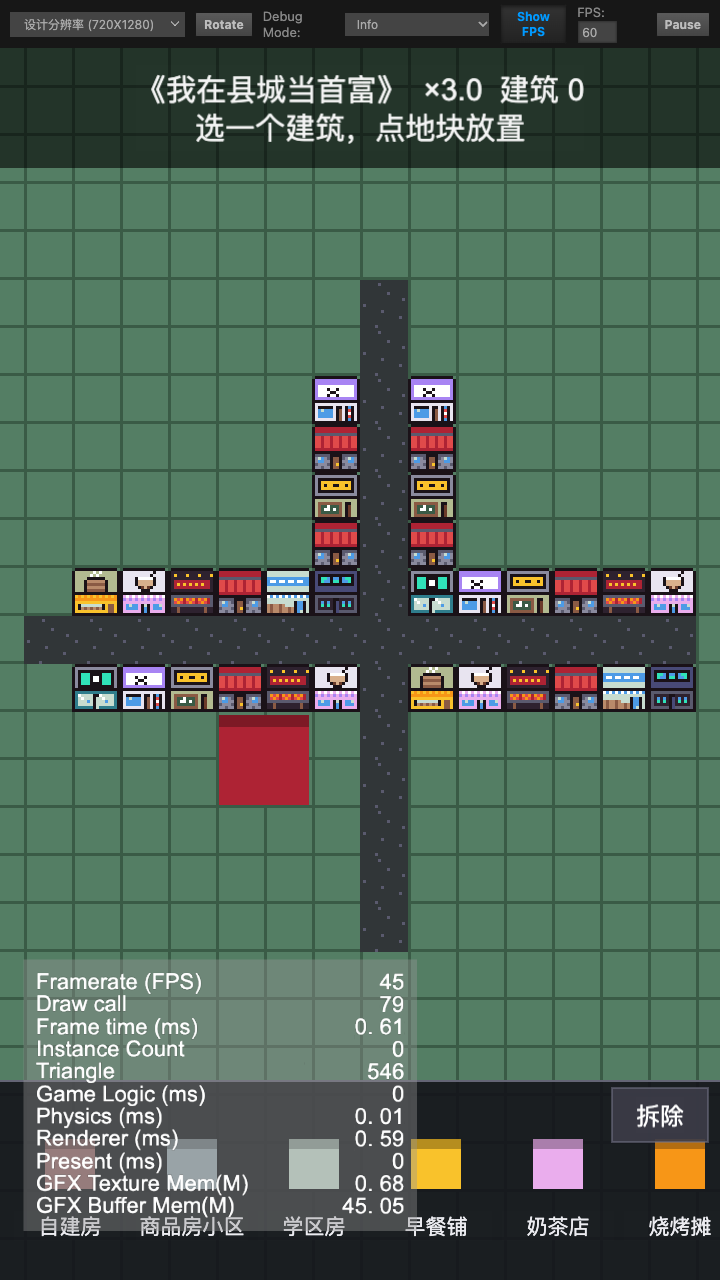 设计分辨率 (720X1280)
Rotate
Debug Mode:
Info
Show FPS
FPS:
60
Pause
《我在县城当首富》 ×3.0 建筑 0
选一个建筑，点地块放置
Framerate (FPS) 45
Draw call 79
Frame time (ms) 0.61
Instance Count 0
Triangle 546
Game Logic (ms) 0
Physics (ms) 0.01
Renderer (ms) 0.59
Present (ms) 0
GFX Texture Mem(M) 0.68
GFX Buffer Mem(M) 45.05
拆除
自建房 商品房小区 学区房 早餐铺 奶茶店 烧烤摊